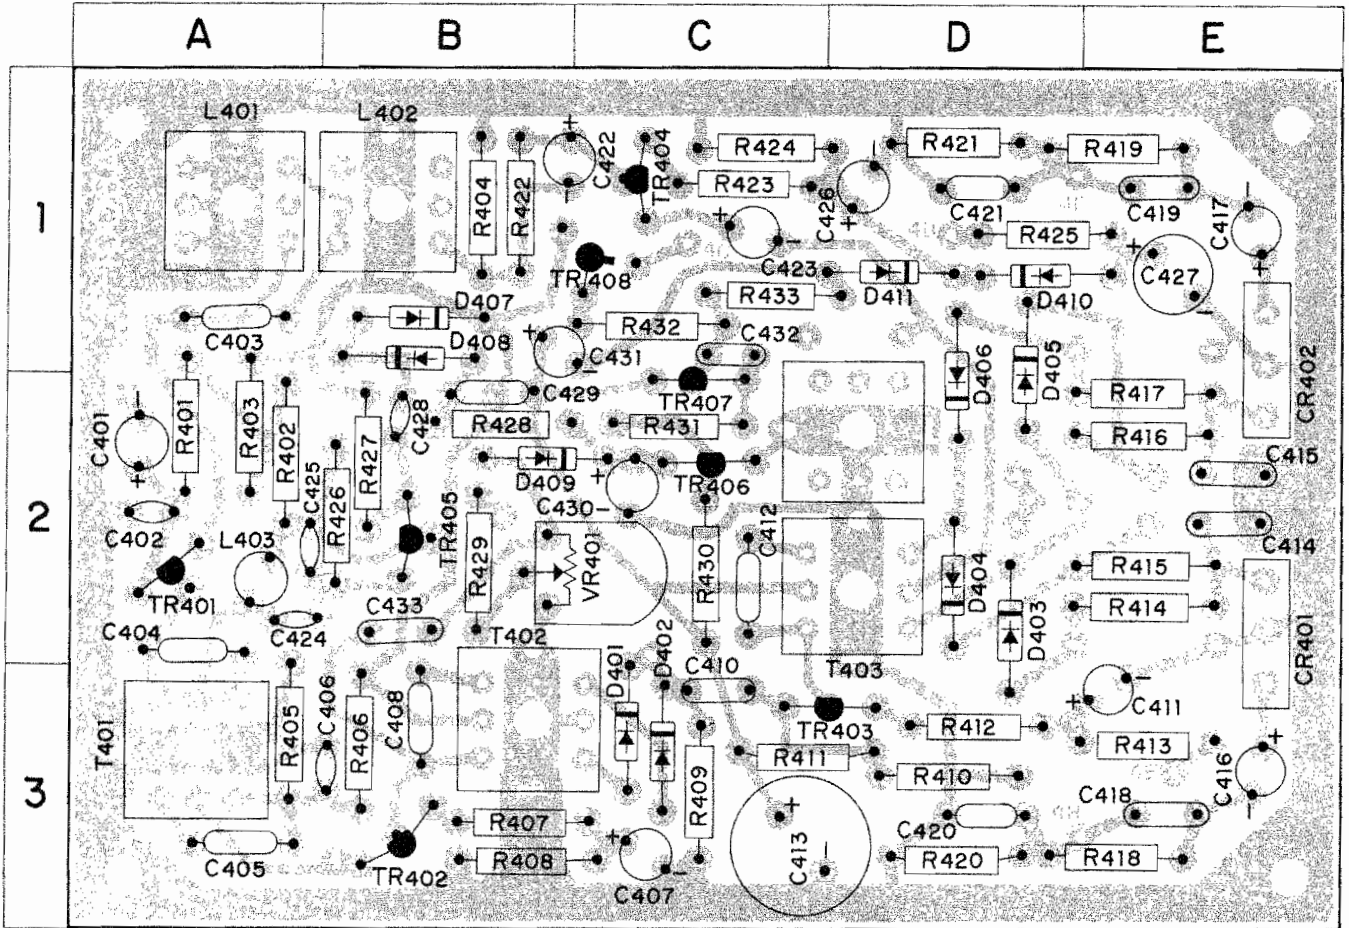 A B C D E
1
L401 L402
C422 TR404
R404 R422
R424 R421 R419
R423 C426 C421 C419 C417
R425
TR408 C423 D411 D410 C427
D407 R433
C403 D408 R432 C432
C431 D406 D405 CR402
2
C401 R401 R403 R402
R427 C428 C429 TR407 R417
R428 R431 R416
C425 R426 D409 TR406 C415
C402 L403 TR405 R429 C430 C412 C414
VR401 R430
TR401 D404 R415
C404 C424 C433 D403 R414
T402 D401 D402 C410 T403 CR401
3
T401 R405 C406 R406 C408
TR403 R412 C411
R409 R411 R413
R410 C416
R407 C418
C405 TR402 R408 C407 C413 C420 R420 R418
+ -